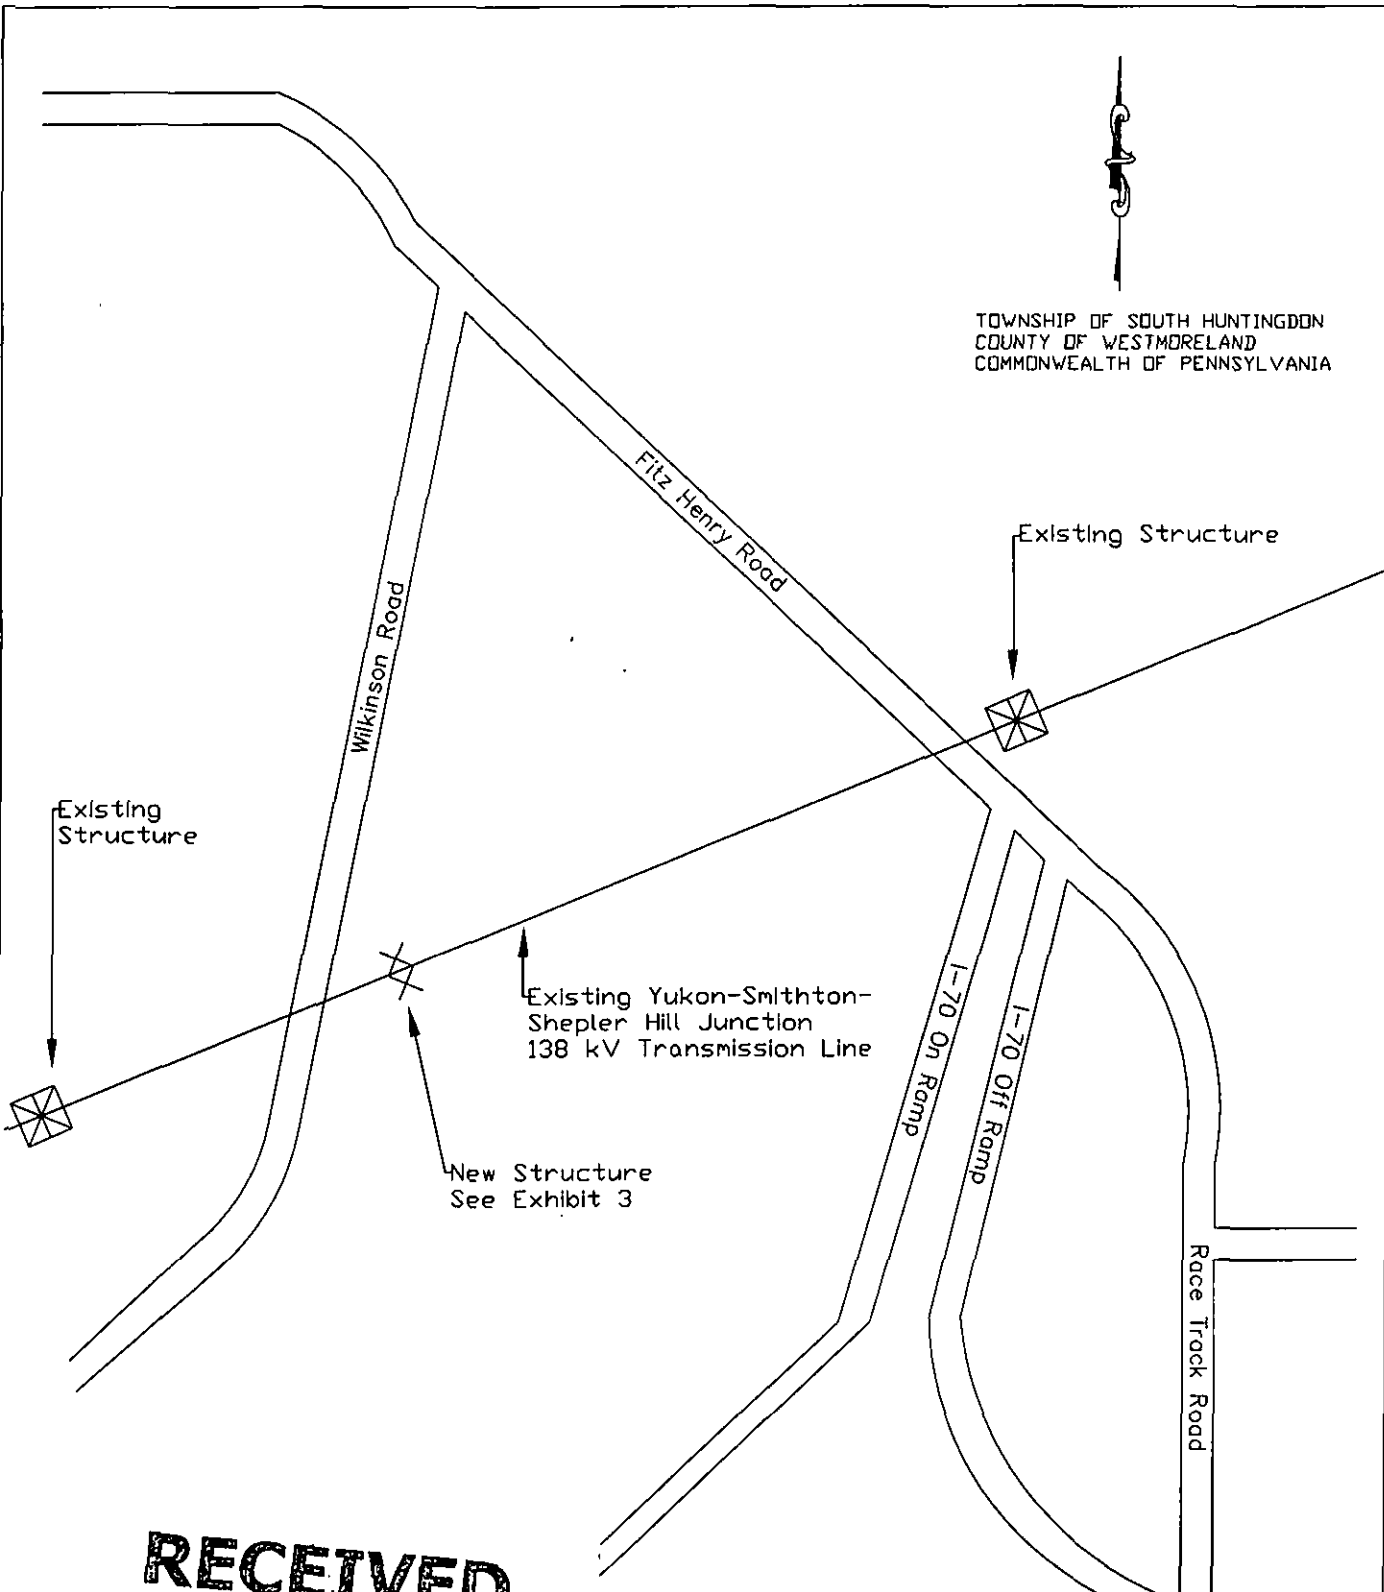 TOWNSHIP OF SOUTH HUNTINGDON
COUNTY OF WESTMORELAND
COMMONWEALTH OF PENNSYLVANIA
Fitz Henry Road
Existing Structure
Wilkinson Road
Existing
Structure
Existing Yukon-Smithton-
Shepler Hill Junction
138 kV Transmission Line
I-70 On Ramp
I-70 Off Ramp
New Structure
See Exhibit 3
Race Track Road
RECEIVED